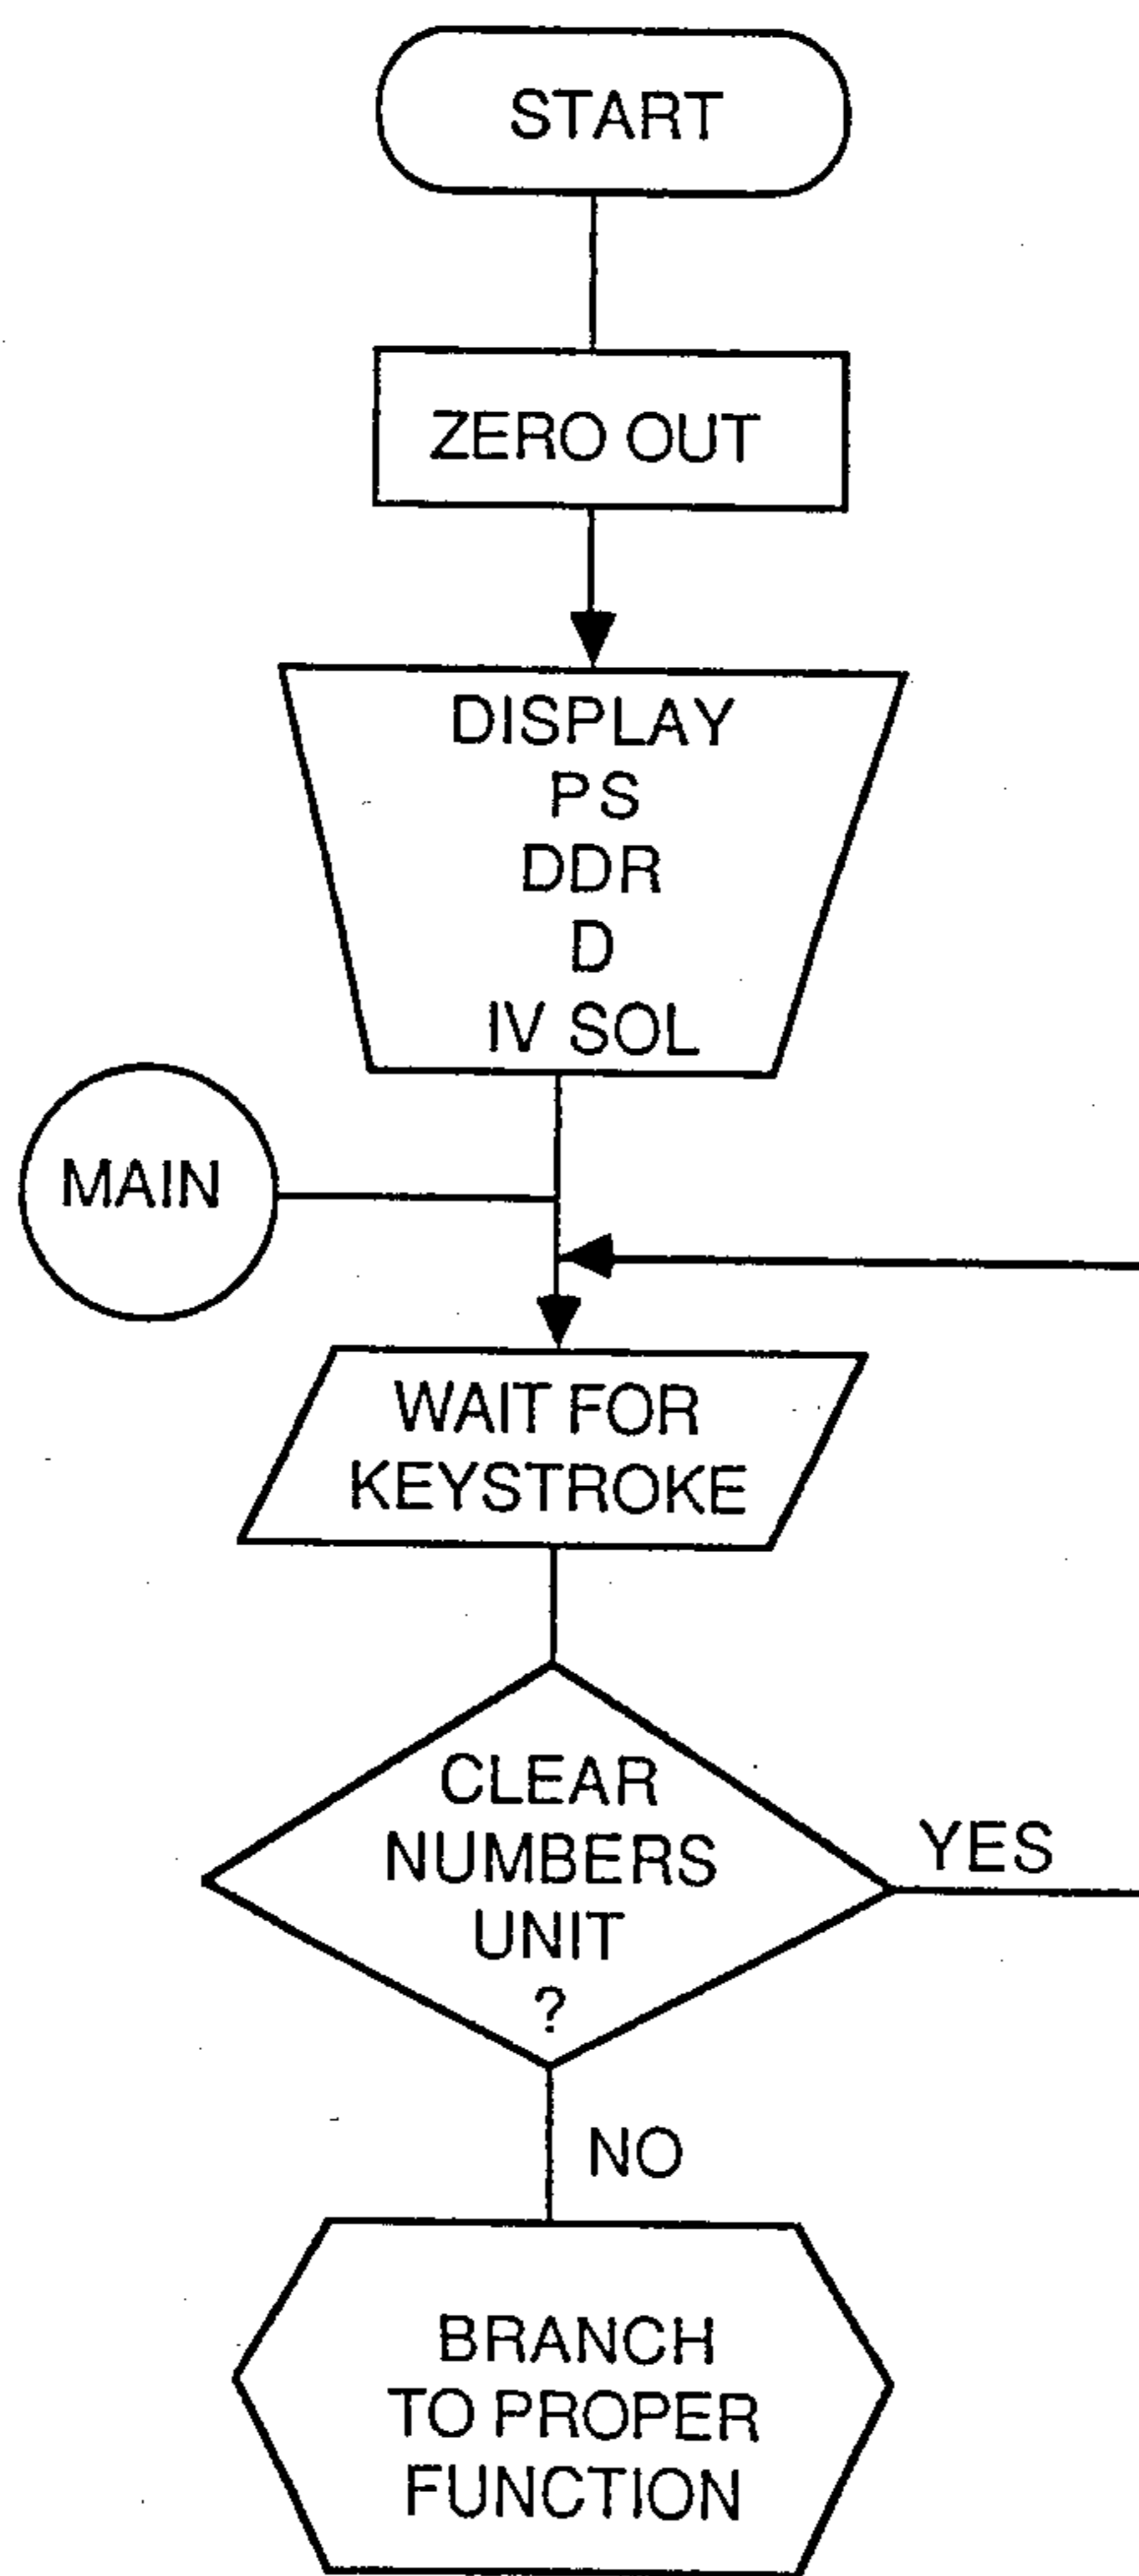 START
ZERO OUT
DISPLAY
PS
DDR
D
IV SOL
MAIN
WAIT FOR
KEYSTROKE
CLEAR
NUMBERS
UNIT
?
YES
NO
BRANCH
TO PROPER
FUNCTION